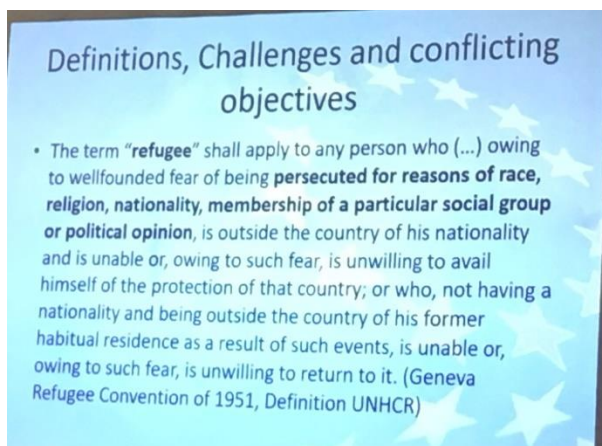 Definitions, Challenges and conflicting
objectives
• The term “refugee” shall apply to any person who (...) owing
to wellfounded fear of being persecuted for reasons of race,
religion, nationality, membership of a particular social group
or political opinion, is outside the country of his nationality
and is unable or, owing to such fear, is unwilling to avail
himself of the protection of that country; or who, not having a
nationality and being outside the country of his former
habitual residence as a result of such events, is unable or,
owing to such fear, is unwilling to return to it. (Geneva
Refugee Convention of 1951, Definition UNHCR)